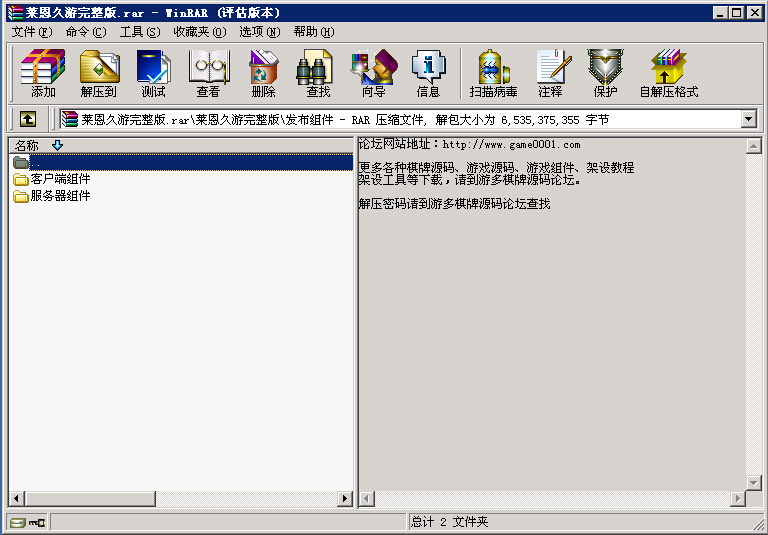 莱恩久游完整版.rar - WinRAR (评估版本)
文件(F) 命令(C) 工具(S) 收藏夹(O) 选项(N) 帮助(H)
添加 解压到 测试 查看 删除 查找 向导 信息 扫描病毒 注释 保护 自解压格式
莱恩久游完整版.rar\莱恩久游完整版\发布组件 - RAR 压缩文件, 解包大小为 6,535,375,355 字节
名称
..
客户端组件
服务器组件
论坛网站地址：http://www.game0001.com
更多各种棋牌源码、游戏源码、游戏组件、架设教程
架设工具等下载，请到游多棋牌源码论坛。
解压密码请到游多棋牌源码论坛查找
总计 2 文件夹